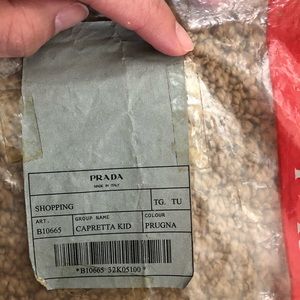 PRADA
MADE IN ITALY
SHOPPING TG. TU
ART. GROUP NAME COLOUR
B10665 CAPRETTA KID PRUGNA
*B10665 32K05100*